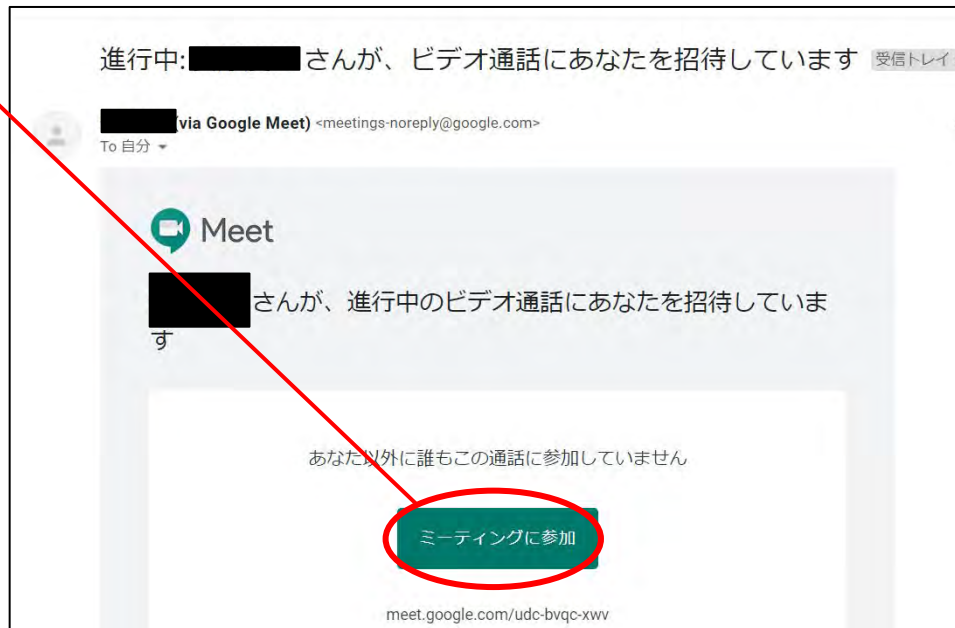 進行中: さんが、ビデオ通話にあなたを招待しています 受信トレイ
(via Google Meet) <meetings-noreply@google.com>
To 自分
Meet
さんが、進行中のビデオ通話にあなたを招待していま
す
あなた以外に誰もこの通話に参加していません
ミーティングに参加
meet.google.com/udc-bvqc-xwv